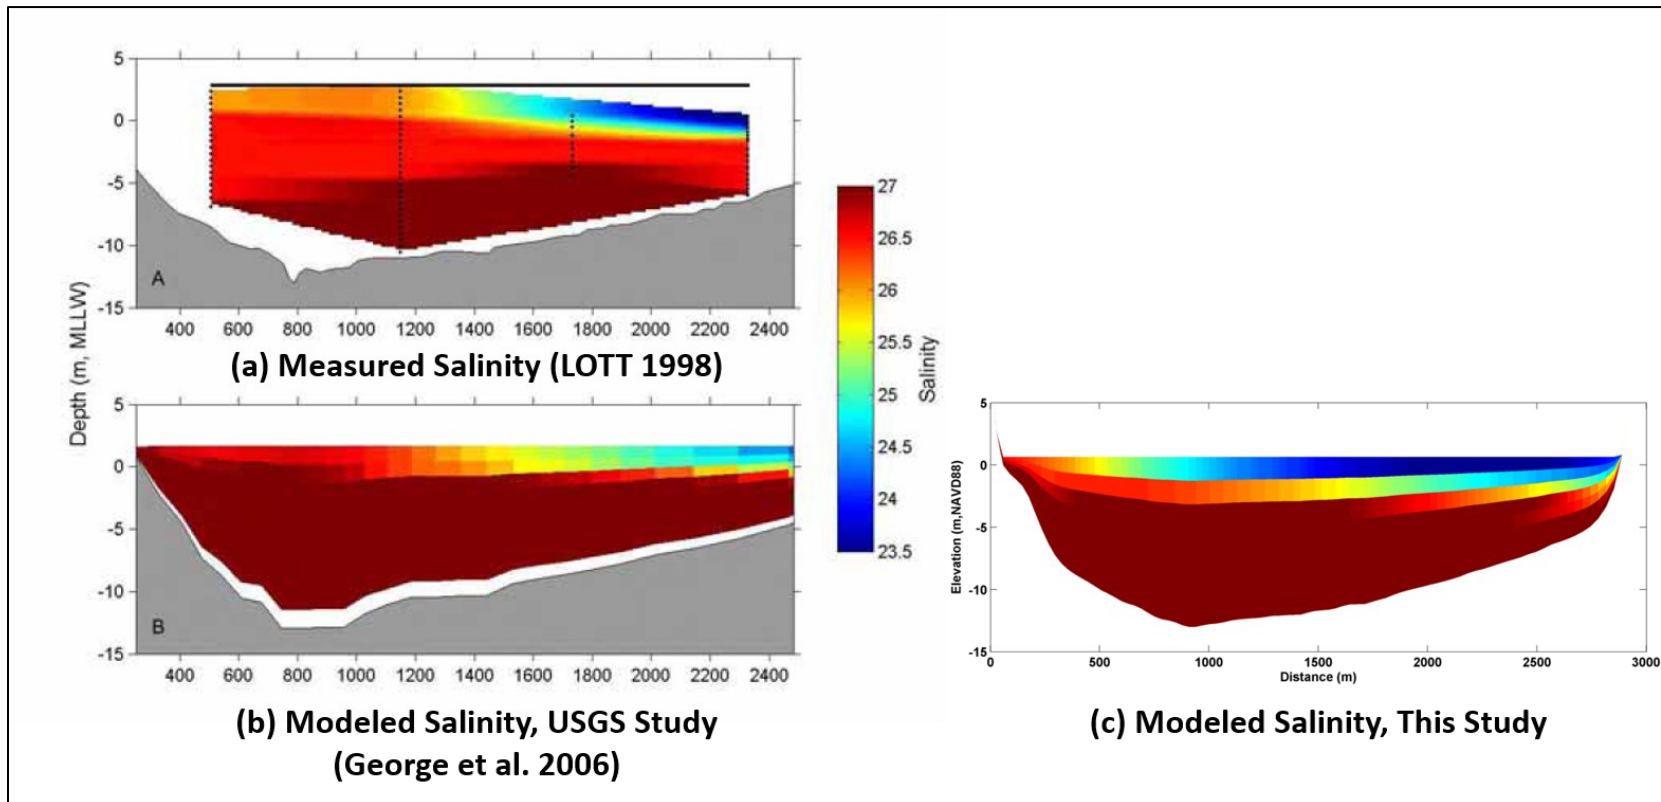 5
0
-5
-10
-15
A
400 600 800 1000 1200 1400 1600 1800 2000 2200 2400
(a) Measured Salinity (LOTT 1998)
Depth (m, MLLW)
5
0
-5
-10
-15
B
400 600 800 1000 1200 1400 1600 1800 2000 2200 2400
(b) Modeled Salinity, USGS Study
(George et al. 2006)
27
26.5
26
25.5
25
24.5
24
23.5
Salinity
5
0
-5
-10
-15
Elevation (m,NAVD88)
0 500 1000 1500 2000 2500 3000
Distance (m)
(c) Modeled Salinity, This Study